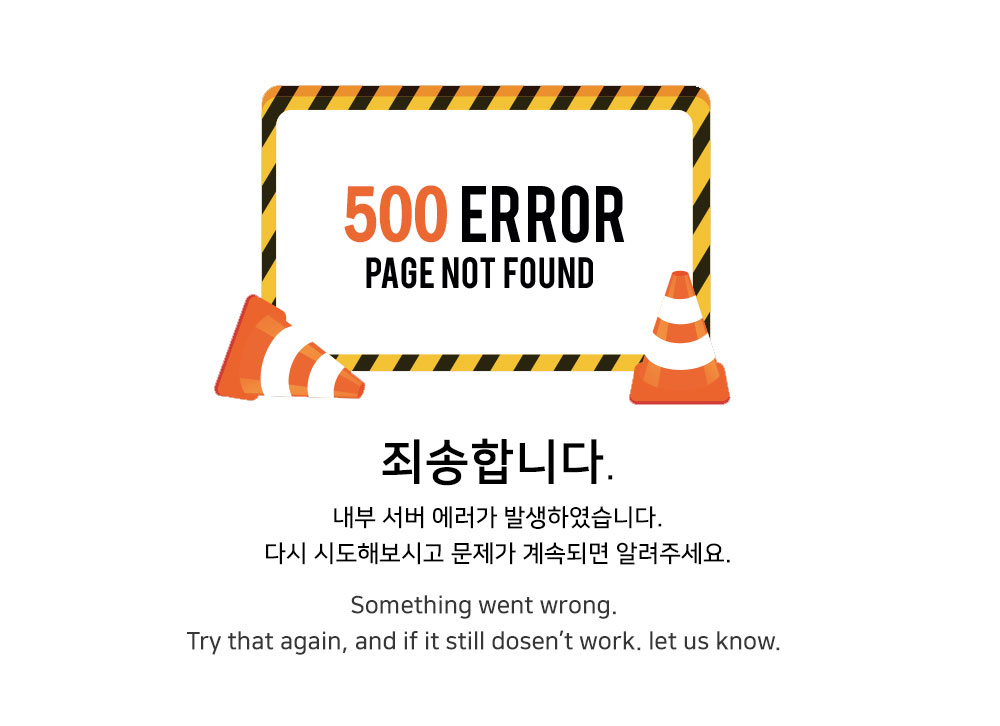 500 ERROR
PAGE NOT FOUND
죄송합니다.
내부 서버 에러가 발생하였습니다.
다시 시도해보시고 문제가 계속되면 알려주세요.
Something went wrong.
Try that again, and if it still dosen't work. let us know.